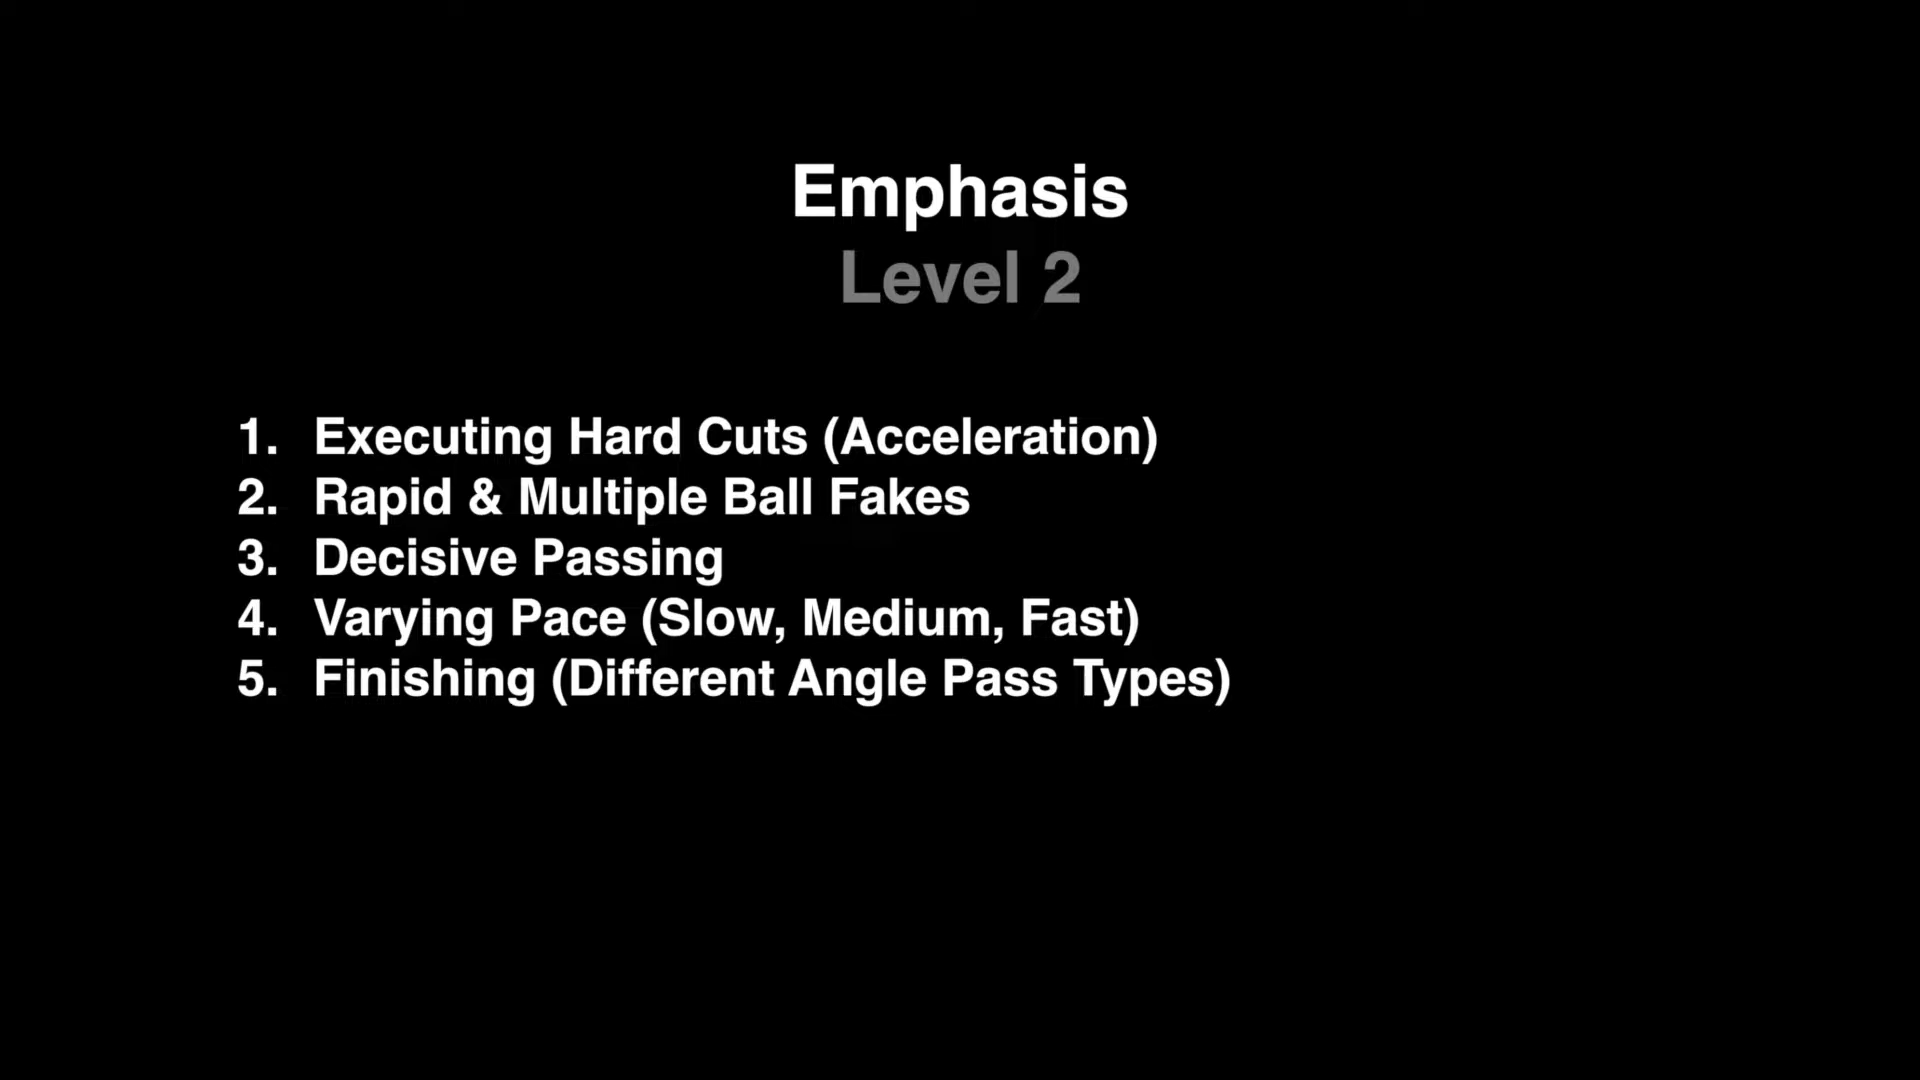 Emphasis
Level 2
1. Executing Hard Cuts (Acceleration)
2. Rapid & Multiple Ball Fakes
3. Decisive Passing
4. Varying Pace (Slow, Medium, Fast)
5. Finishing (Different Angle Pass Types)